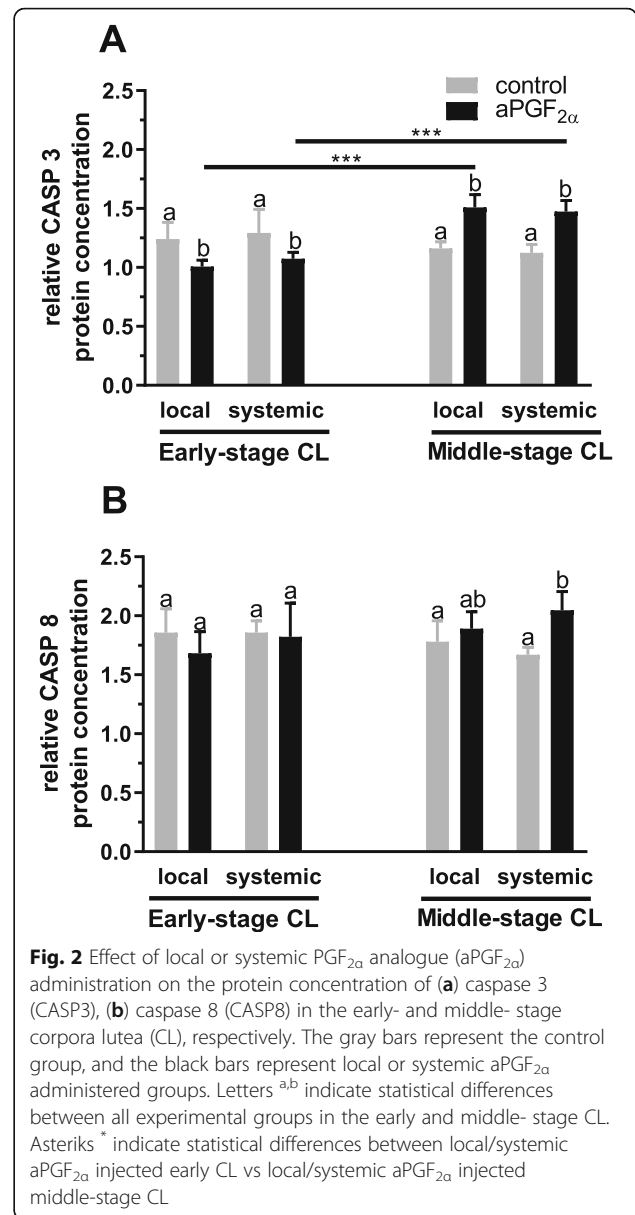 A
control
aPGF2α
relative CASP 3
protein concentration
2.5
2.0
1.5
1.0
0.5
0.0
***
***
a
b
a
b
a
b
a
b
local systemic local systemic
Early-stage CL Middle-stage CL
B
relative CASP 8
protein concentration
2.5
2.0
1.5
1.0
0.5
0.0
a
a
a
a
a
ab
a
b
local systemic local systemic
Early-stage CL Middle-stage CL
Fig. 2 Effect of local or systemic PGF2α analogue (aPGF2α)
administration on the protein concentration of (a) caspase 3
(CASP3), (b) caspase 8 (CASP8) in the early- and middle- stage
corpora lutea (CL), respectively. The gray bars represent the control
group, and the black bars represent local or systemic aPGF2α
administered groups. Letters a,b indicate statistical differences
between all experimental groups in the early and middle- stage CL.
Asteriks * indicate statistical differences between local/systemic
aPGF2α injected early CL vs local/systemic aPGF2α injected
middle-stage CL